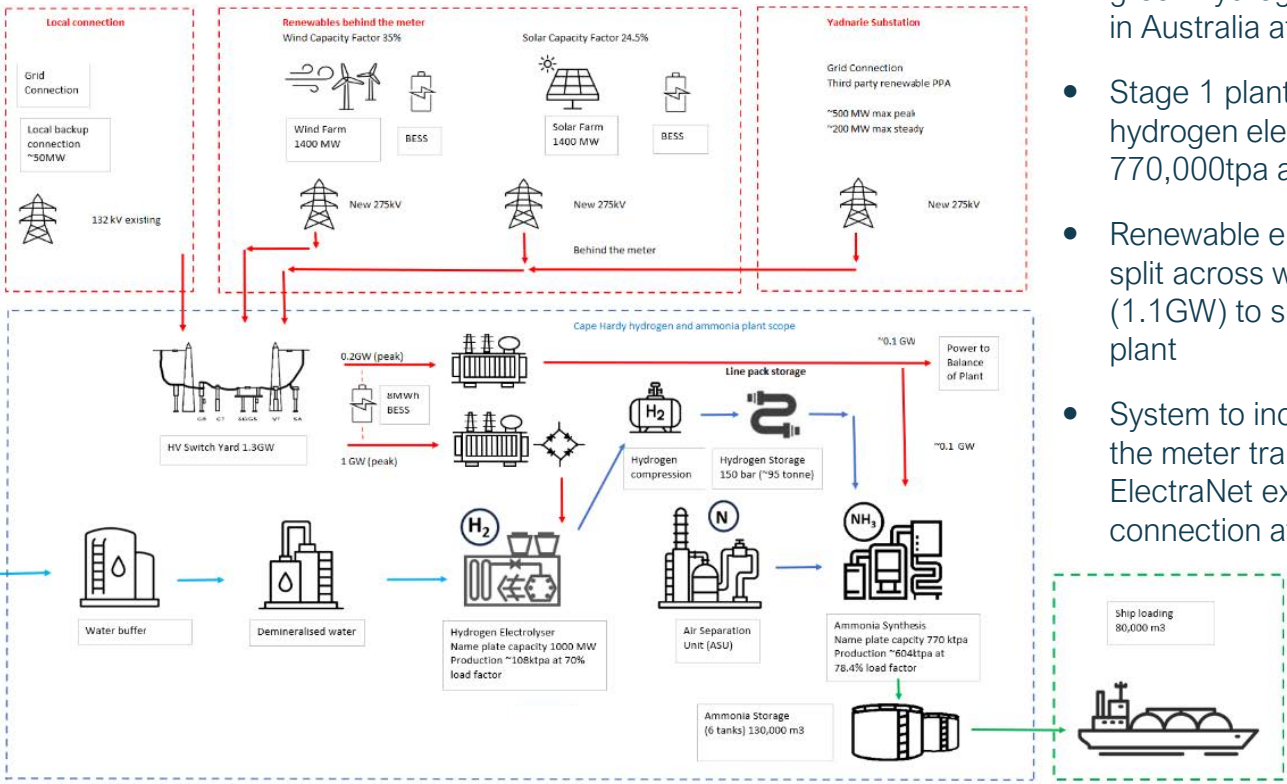 Local connection
Grid
Connection
Local backup
connection
~50MW
132 kV existing
Renewables behind the meter
Wind Capacity Factor 35%
Solar Capacity Factor 24.5%
Wind Farm
1400 MW
BESS
Solar Farm
1400 MW
BESS
New 275kV
New 275kV
Behind the meter
Yadnarie Substation
Grid Connection
Third party renewable PPA
~500 MW max peak
~200 MW max steady
New 275kV
in Australia
Stage 1 plant
hydrogen
770,000tpa
Renewable
split across
(1.1GW) to
plant
System to
the meter
ElectraNet
connection
Cape Hardy hydrogen and ammonia plant scope
HV Switch Yard 1.3GW
0.2GW (peak)
8MWh
BESS
1 GW (peak)
~0.1 GW
Power to
Balance
of Plant
Line pack storage
H2
Hydrogen
compression
Hydrogen Storage
150 bar (~95 tonne)
~0.1 GW
Water buffer
Demineralised water
H2
Hydrogen Electrolyser
Name plate capacity 1000 MW
Production ~108ktpa at 70%
load factor
N
Air Separation
Unit (ASU)
NH3
Ammonia Synthesis
Name plate capcity 770 ktpa
Production ~604ktpa at
78.4% load factor
Ammonia Storage
(6 tanks) 130,000 m3
Ship loading
80,000 m3